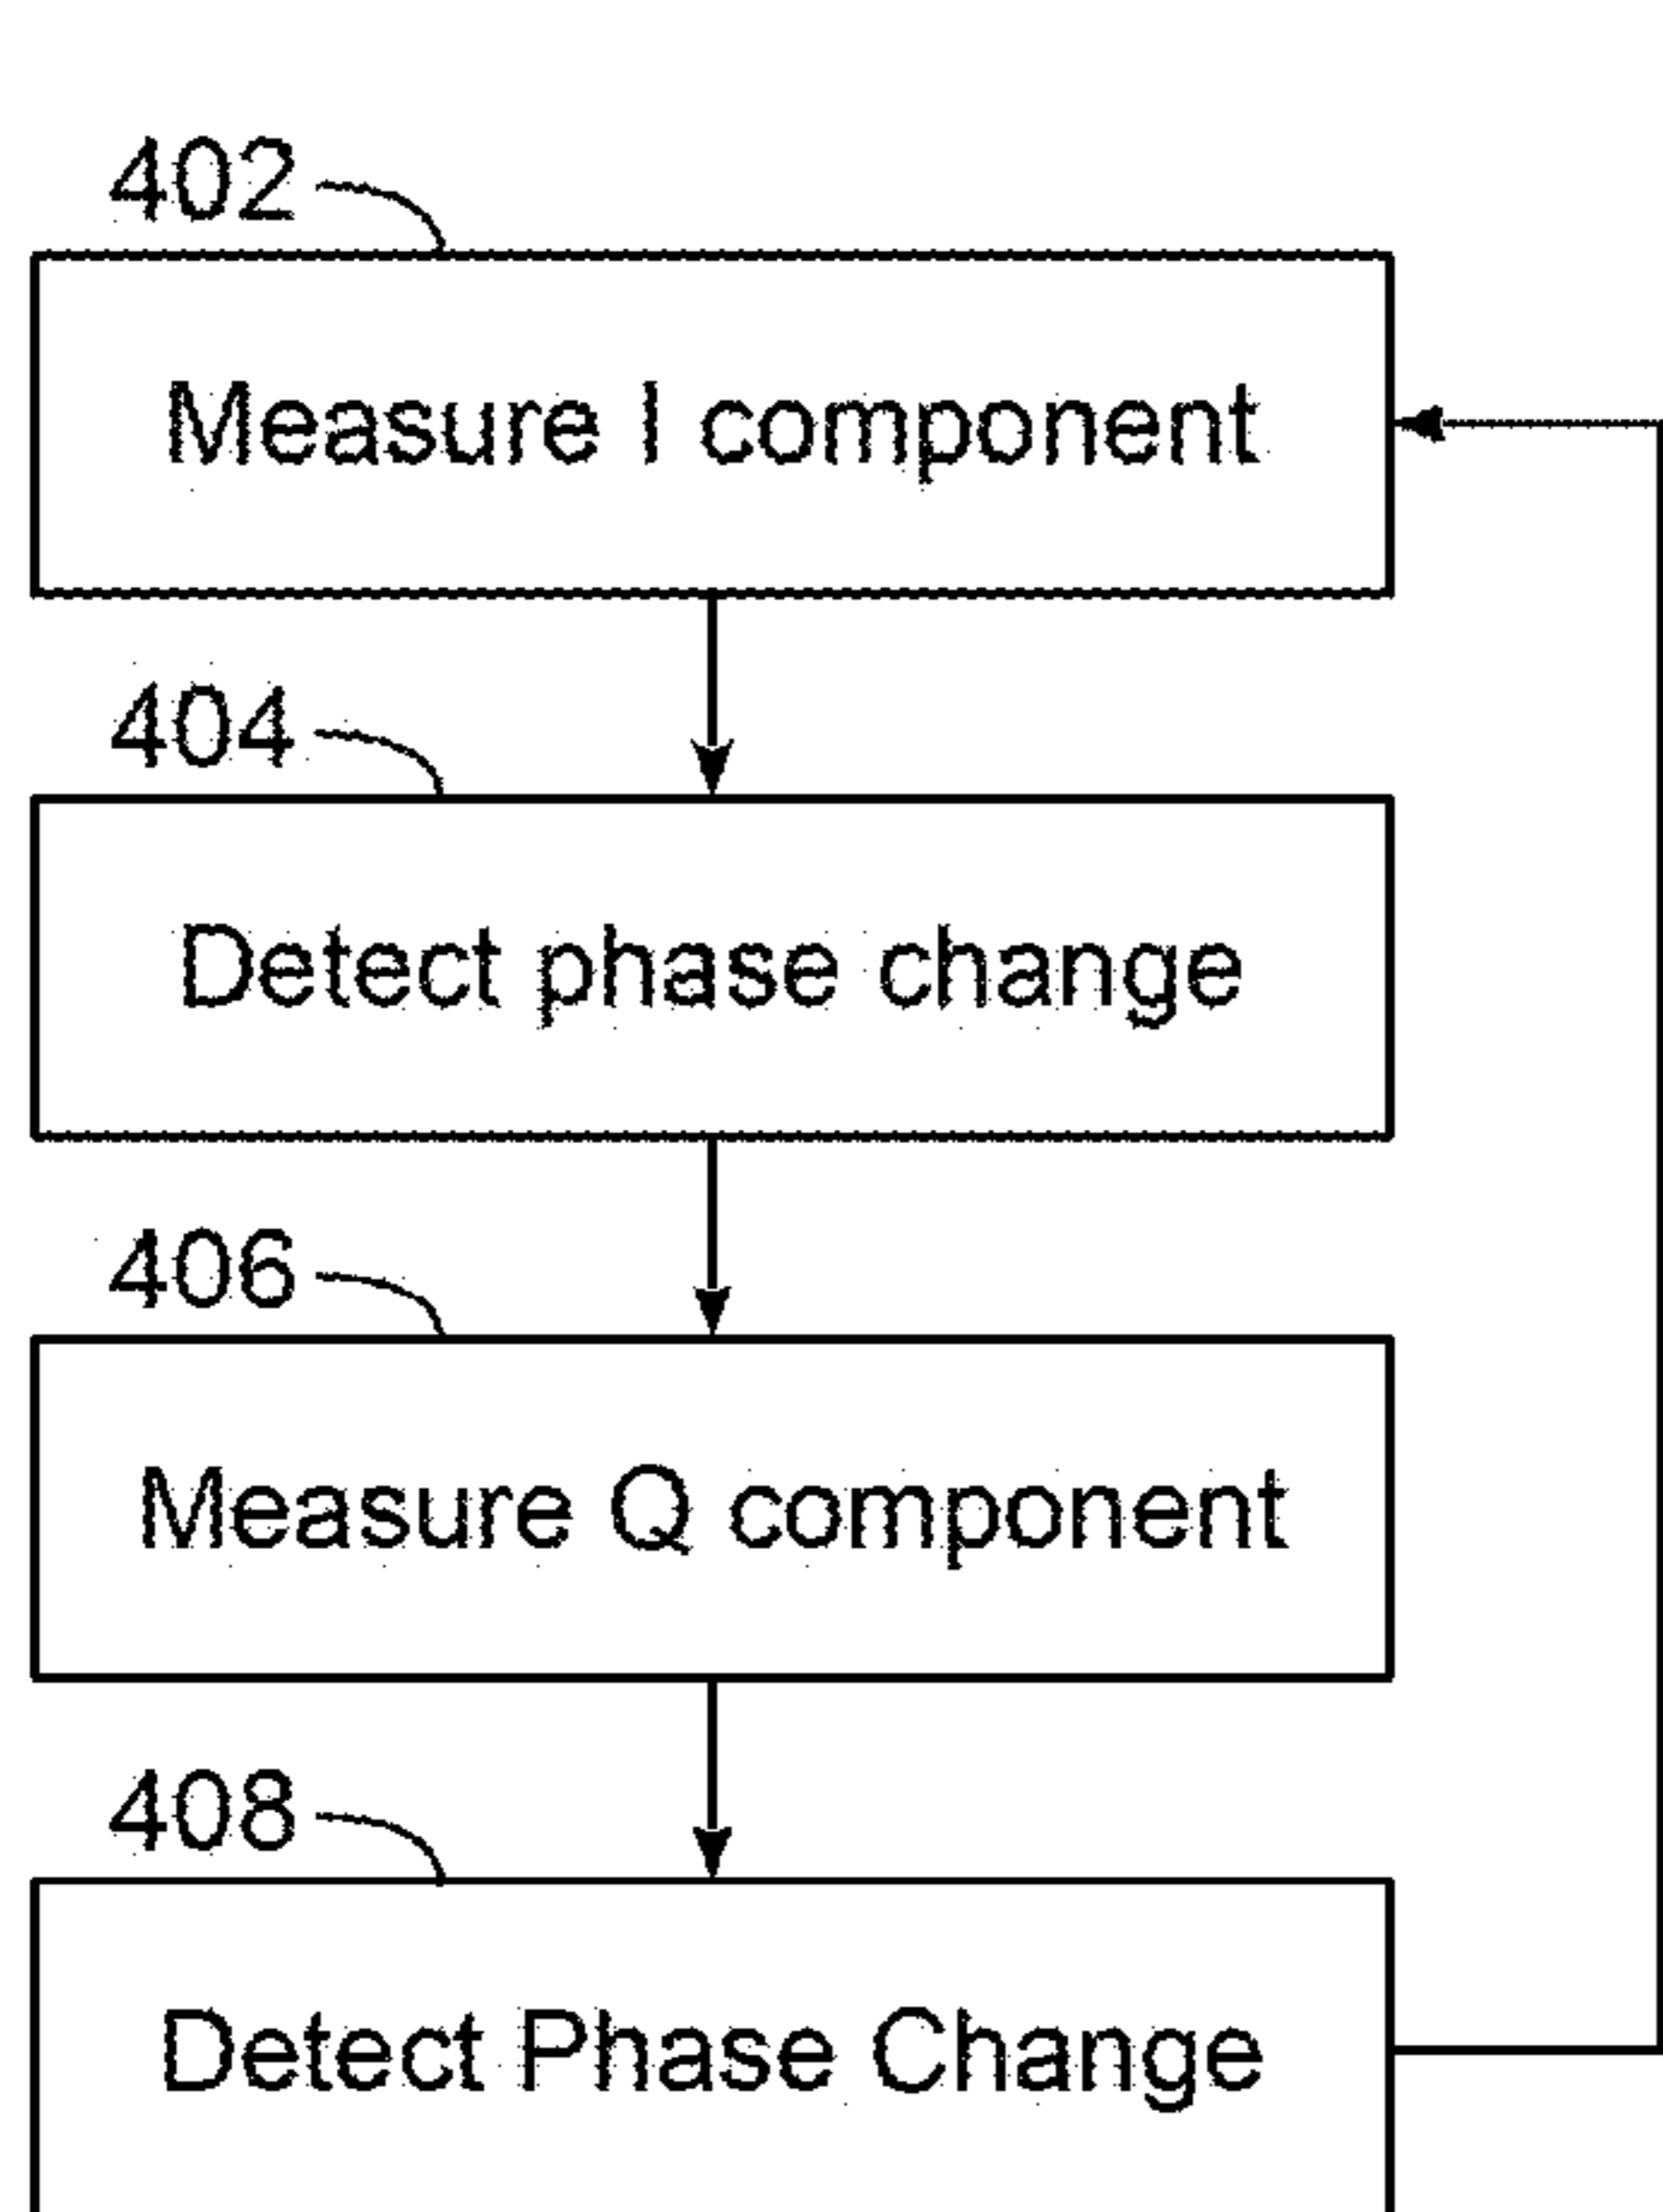 402
Measure I component
404
Detect phase change
406
Measure Q component
408
Detect Phase Change